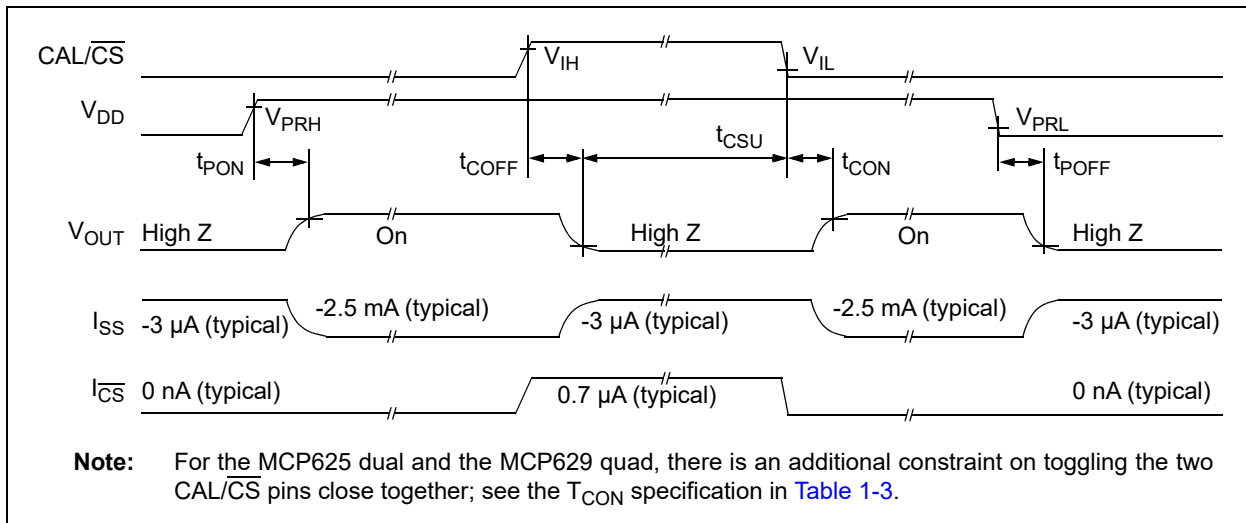 CAL/CS
VIH
VIL
VDD
VPRH
VPRL
tPON
tCOFF
tCSU
tCON
tPOFF
VOUT
High Z
On
High Z
On
High Z
ISS
-3 µA (typical)
-2.5 mA (typical)
-3 µA (typical)
-2.5 mA (typical)
-3 µA (typical)
ICS
0 nA (typical)
0.7 µA (typical)
0 nA (typical)
Note: For the MCP625 dual and the MCP629 quad, there is an additional constraint on toggling the two
CAL/CS pins close together; see the TCON specification in Table 1-3.